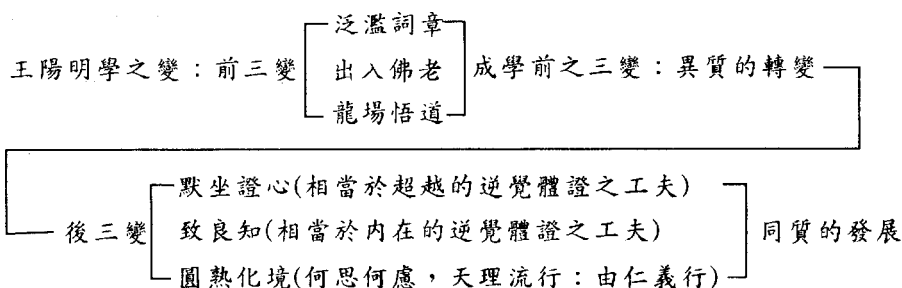 泛濫詞章
王陽明學之變：前三變 出入佛老 成學前之三變：異質的轉變
龍場悟道
默坐證心(相當於超越的逆覺體證之工夫)
後三變 致良知(相當於內在的逆覺體證之工夫) 同質的發展
圓熟化境(何思何慮，天理流行：由仁義行)